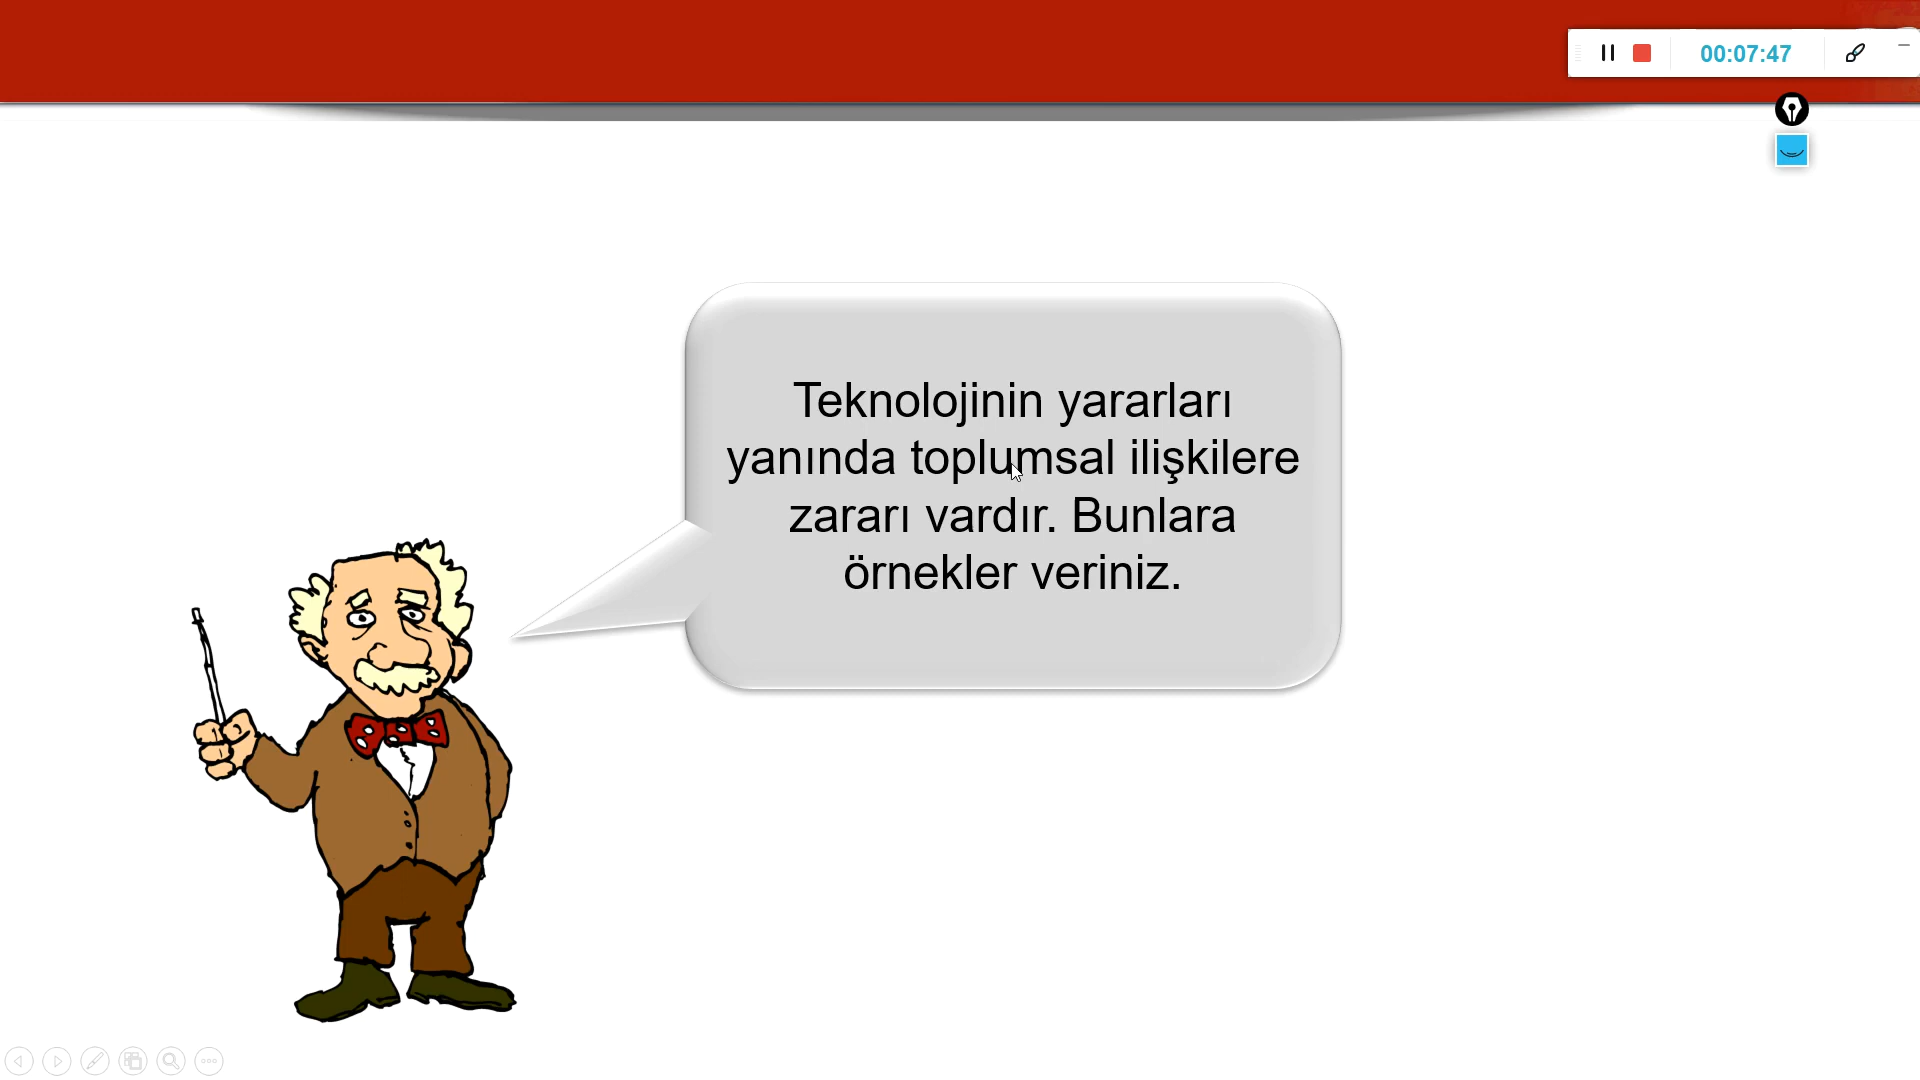 00:07:47
Teknolojinin yararları
yanında toplumsal ilişkilere
zararı vardır. Bunlara
örnekler veriniz.